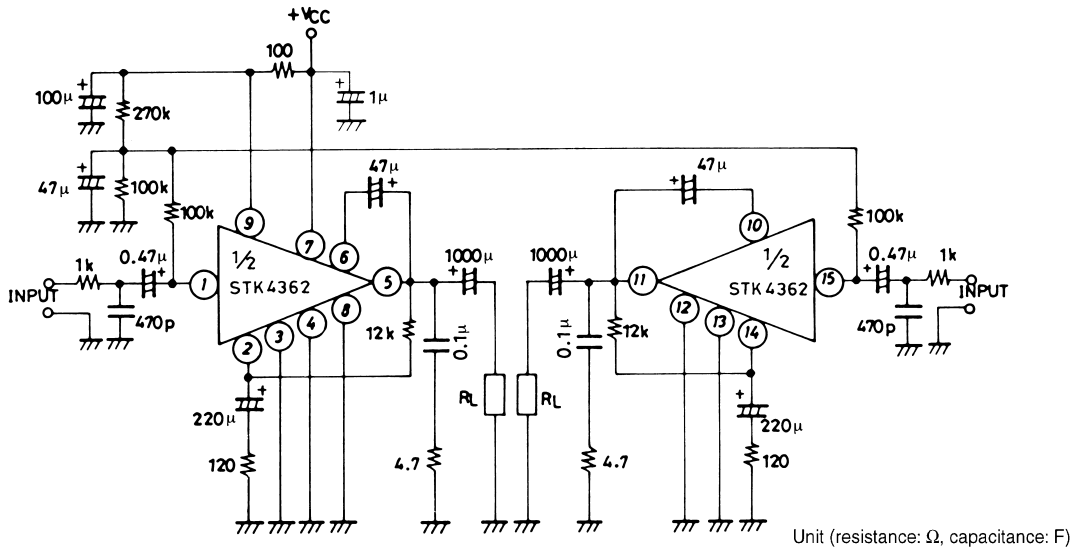 +VCC
100
100μ
+
270k
+
1μ
47μ
+
100k
100k
47μ
+
47μ
+
100k
9
7
6
10
1k
0.47μ
+
1/2
STK4362
1
5
1000μ
+
1000μ
+
11
1/2
STK4362
15
0.47μ
+
1k
INPUT
470p
2
3
4
8
12k
0.1μ
0.1μ
12k
12
13
14
470p
INPUT
220μ
+
RL
RL
220μ
+
120
4.7
4.7
120
Unit (resistance: Ω, capacitance: F)